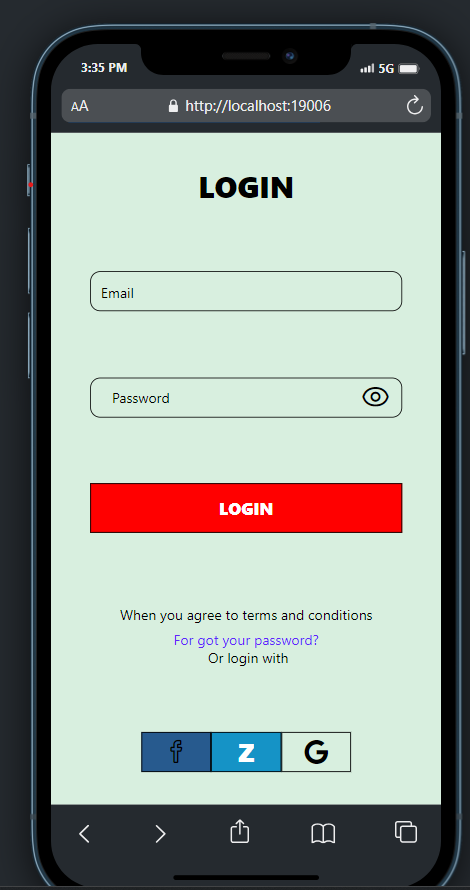 3:35 PM
5G
AA
http://localhost:19006
LOGIN
Email
Password
LOGIN
When you agree to terms and conditions
For got your password?
Or login with
f Z G